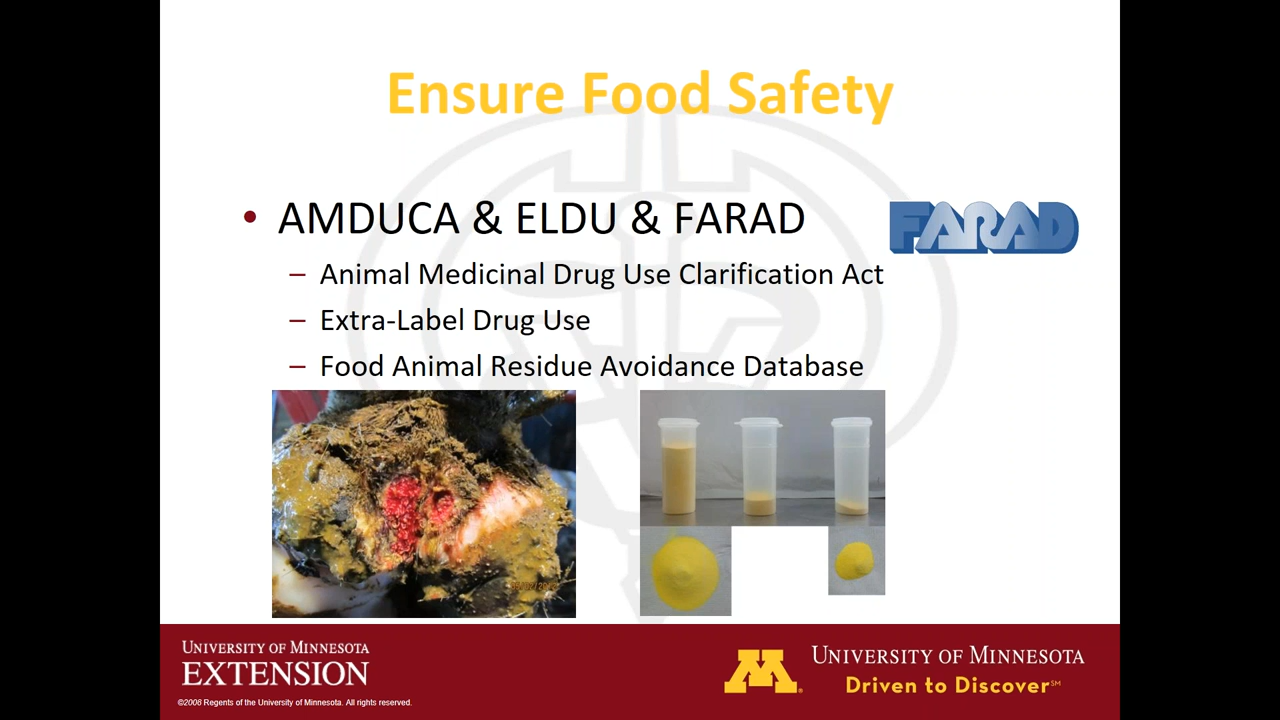 Ensure Food Safety
• AMDUCA & ELDU & FARAD
FARAD
– Animal Medicinal Drug Use Clarification Act
– Extra-Label Drug Use
– Food Animal Residue Avoidance Database
UNIVERSITY OF MINNESOTA
EXTENSION
©2006 Regents of the University of Minnesota. All rights reserved.
M
UNIVERSITY OF MINNESOTA
Driven to Discover℠